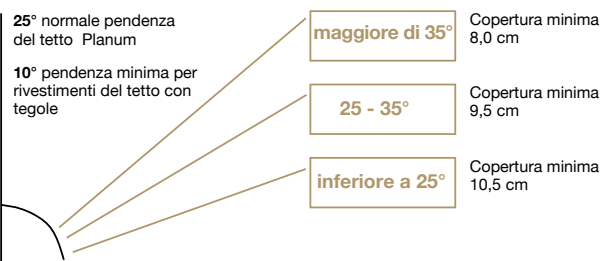 25° normale pendenza
del tetto Planum
10° pendenza minima per
rivestimenti del tetto con
tegole
maggiore di 35°
Copertura minima
8,0 cm
25 - 35°
Copertura minima
9,5 cm
inferiore a 25°
Copertura minima
10,5 cm